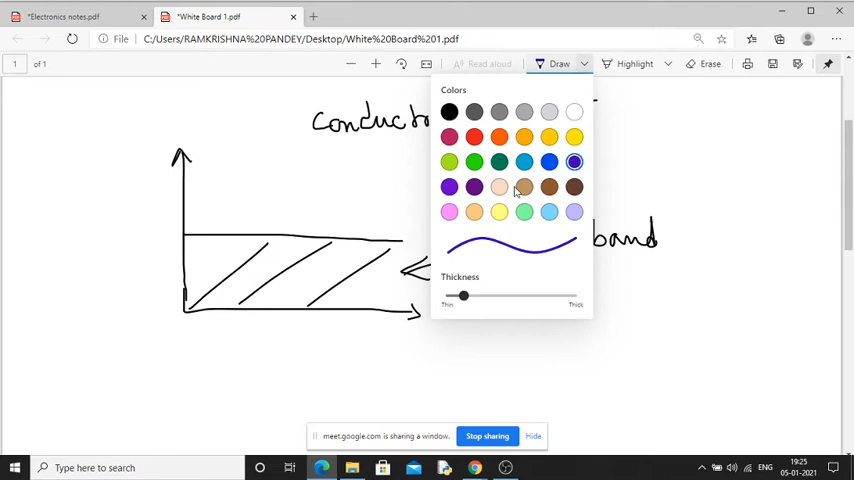 *Electronics notes.pdf
*White Board 1.pdf
File C:/Users/RAMKRISHNA%20PANDEY/Desktop/White%20Board%201.pdf
1 of 1
Read aloud
Draw
Highlight
Erase
Colors
band
Thickness
Thin Thick
meet.google.com is sharing a window. Stop sharing Hide
Type here to search
ENG
19:25
05-01-2021